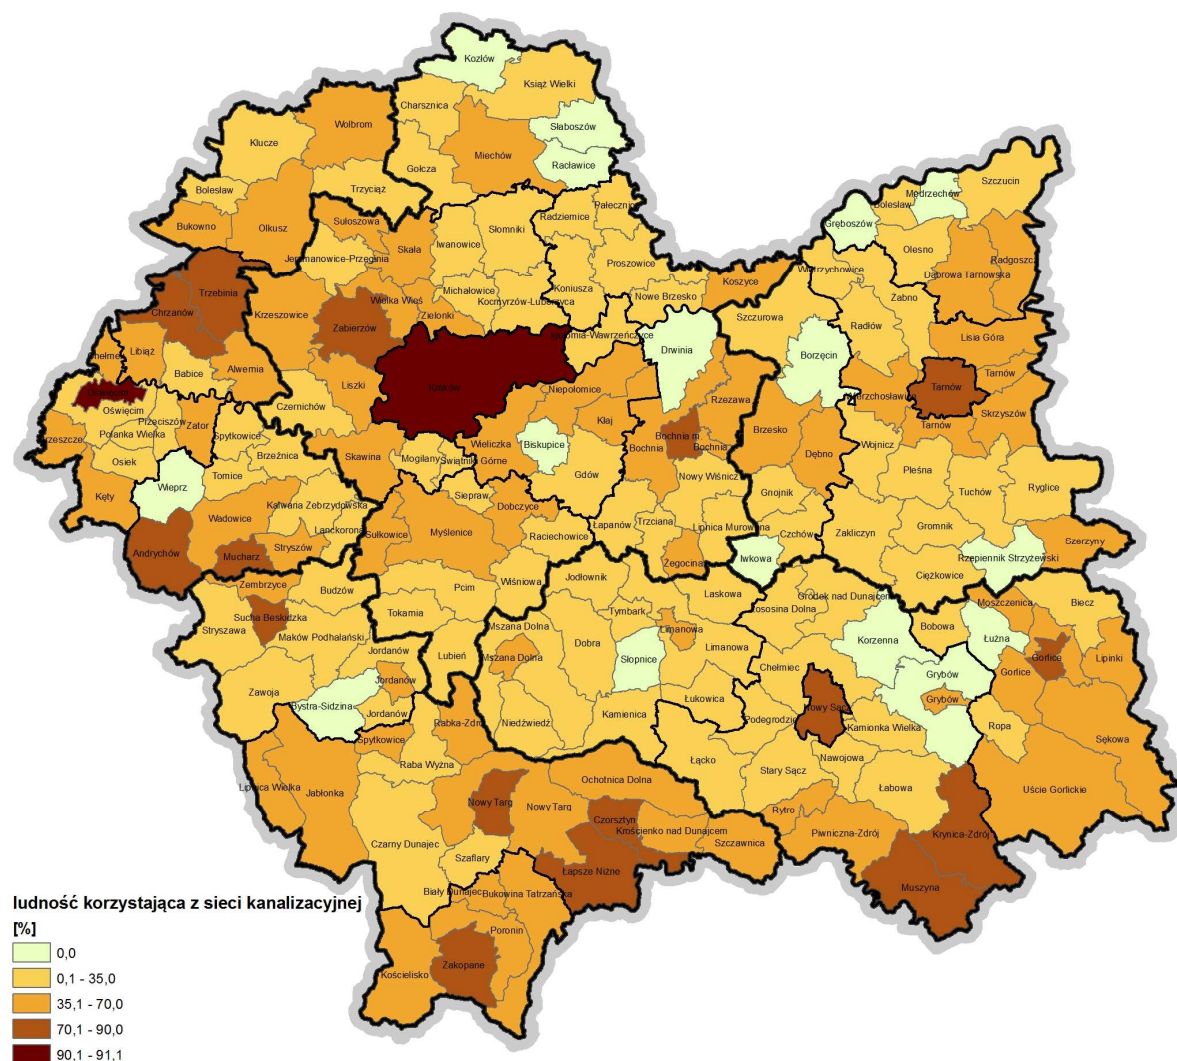 Kozłów
Książ Wielki
Charsznica
Słaboszów
Wolbrom
Klucze
Miechów
Racławice
Gołcza
Bolesław
Trzyciąż
Szczucin
Mędrzechów
Bolesław
Gręboszów
Pałecznica
Radziemice
Bukowno
Olkusz
Sułoszowa
Słomniki
Iwanowice
Skała
Olesno
Jerzmanowice-Przeginia
Proszowice
Radgoszcz
Dąbrowa Tarnowska
Wietrzychowice
Koniusza
Koszyce
Trzebinia
Michałowice
Kocmyrzów-Luborzyca
Nowe Brzesko
Żabno
Wielka Wieś
Chrzanów
Krzeszowice
Zielonki
Szczurowa
Radłów
Zabierzów
Igołomia-Wawrzeńczyce
Lisia Góra
Libiąż
Drwinia
Borzęcin
Chełmek
Babice
Alwernia
Tarnów
Tarnów
Liszki
Kraków
Niepołomice
Oświęcim
Rzezawa
Wierzchosławice
Czernichów
Oświęcim
Skrzyszów
Przeciszów
Zator
Kłaj
Tarnów
Brzesko
Polanka Wielka
Spytkowice
Bochnia m.
Wojnicz
Brzeszcze
Wieliczka
Bochnia
Bochnia
Skawina
Mogilany
Świątniki Górne
Biskupice
Dębno
Osiek
Brzeźnica
Pleśna
Tomice
Gdów
Nowy Wiśnicz
Wieprz
Gnojnik
Tuchów
Ryglice
Kęty
Siepraw
Kalwaria Zebrzydowska
Dobczyce
Wadowice
Łapanów
Trzciana
Lipnica Murowana
Gromnik
Lanckorona
Myślenice
Raciechowice
Czchów
Zakliczyn
Sułkowice
Szerzyny
Stryszów
Andrychów
Mucharz
Iwkowa
Rzepiennik Strzyżewski
Żegocina
Jodłownik
Ciężkowice
Wiśniowa
Zembrzyce
Pcim
Budzów
Laskowa
Gródek nad Dunajcem
Moszczenica
Biecz
Łososina Dolna
Tokarnia
Tymbark
Sucha Beskidzka
Mszana Dolna
Bobowa
Stryszawa
Limanowa
Łużna
Maków Podhalański
Korzenna
Dobra
Limanowa
Jordanów
Lubień
Mszana Dolna
Gorlice
Lipinki
Słopnice
Chełmiec
Grybów
Gorlice
Jordanów
Zawoja
Łukowica
Grybów
Bystra-Sidzina
Nowy Sącz
Jordanów
Kamienica
Niedźwiedź
Podegrodzie
Rabka-Zdrój
Kamionka Wielka
Ropa
Sękowa
Spytkowice
Raba Wyżna
Łącko
Nawojowa
Stary Sącz
Ochotnica Dolna
Łabowa
Lipnica Wielka
Jabłonka
Uście Gorlickie
Nowy Targ
Nowy Targ
Rytro
Czorsztyn
Krościenko nad Dunajcem
Piwniczna-Zdrój
Krynica-Zdrój
Szczawnica
Czarny Dunajec
Szaflary
Łapsze Niżne
Muszyna
Biały Dunajec
Bukowina Tatrzańska
Poronin
Zakopane
Kościelisko
ludność korzystająca z sieci kanalizacyjnej
[%]
0,0
0,1 - 35,0
35,1 - 70,0
70,1 - 90,0
90,1 - 91,1